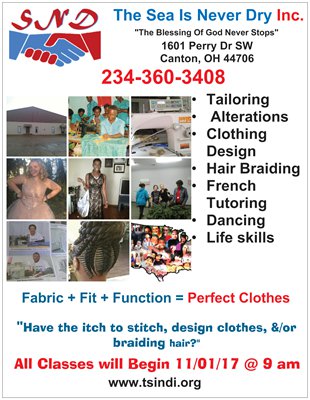 SND
The Sea Is Never Dry Inc.
"The Blessing Of God Never Stops"
1601 Perry Dr SW
Canton, OH 44706
234-360-3408
• Tailoring
• Alterations
• Clothing
Design
• Hair Braiding
• French
Tutoring
• Dancing
• Life skills
Fabric + Fit + Function = Perfect Clothes
"Have the itch to stitch, design clothes, &/or
braiding hair?"
All Classes will Begin 11/01/17 @ 9 am
www.tsindi.org